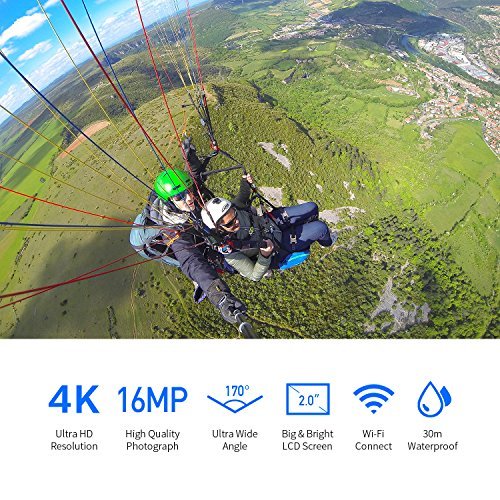 4K 16MP 170° 2.0"
Ultra HD High Quality Ultra Wide Big & Bright Wi-Fi 30m
Resolution Photograph Angle LCD Screen Connect Waterproof